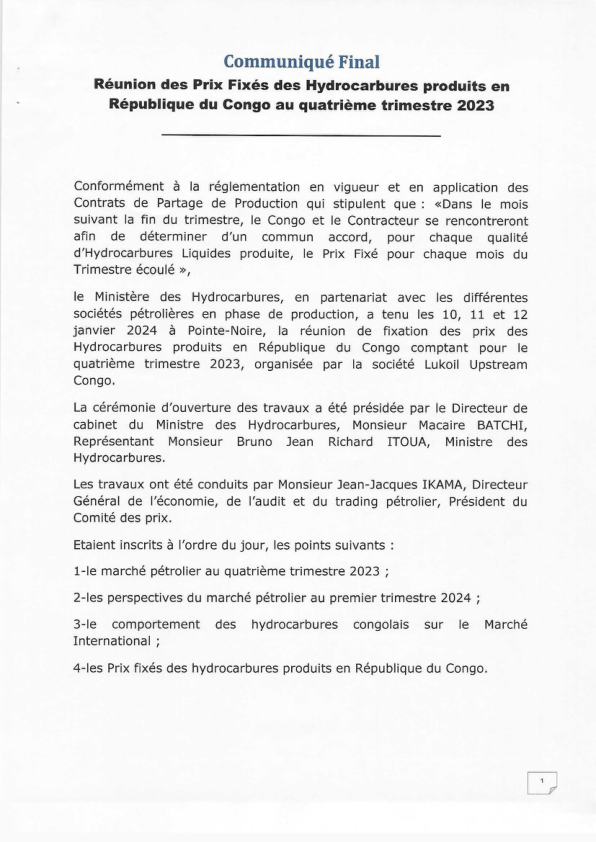 Communiqué Final
Réunion des Prix Fixés des Hydrocarbures produits en
République du Congo au quatrième trimestre 2023
Conformément à la réglementation en vigueur et en application des
Contrats de Partage de Production qui stipulent que : «Dans le mois
suivant la fin du trimestre, le Congo et le Contracteur se rencontreront
afin de déterminer d'un commun accord, pour chaque qualité
d'Hydrocarbures Liquides produite, le Prix Fixé pour chaque mois du
Trimestre écoulé »,
le Ministère des Hydrocarbures, en partenariat avec les différentes
sociétés pétrolières en phase de production, a tenu les 10, 11 et 12
janvier 2024 à Pointe-Noire, la réunion de fixation des prix des
Hydrocarbures produits en République du Congo comptant pour le
quatrième trimestre 2023, organisée par la société Lukoil Upstream
Congo.
La cérémonie d'ouverture des travaux a été présidée par le Directeur de
cabinet du Ministre des Hydrocarbures, Monsieur Macaire BATCHI,
Représentant Monsieur Bruno Jean Richard ITOUA, Ministre des
Hydrocarbures.
Les travaux ont été conduits par Monsieur Jean-Jacques IKAMA, Directeur
Général de l'économie, de l'audit et du trading pétrolier, Président du
Comité des prix.
Etaient inscrits à l'ordre du jour, les points suivants :
1-le marché pétrolier au quatrième trimestre 2023 ;
2-les perspectives du marché pétrolier au premier trimestre 2024 ;
3-le comportement des hydrocarbures congolais sur le Marché
International ;
4-les Prix fixés des hydrocarbures produits en République du Congo.
1